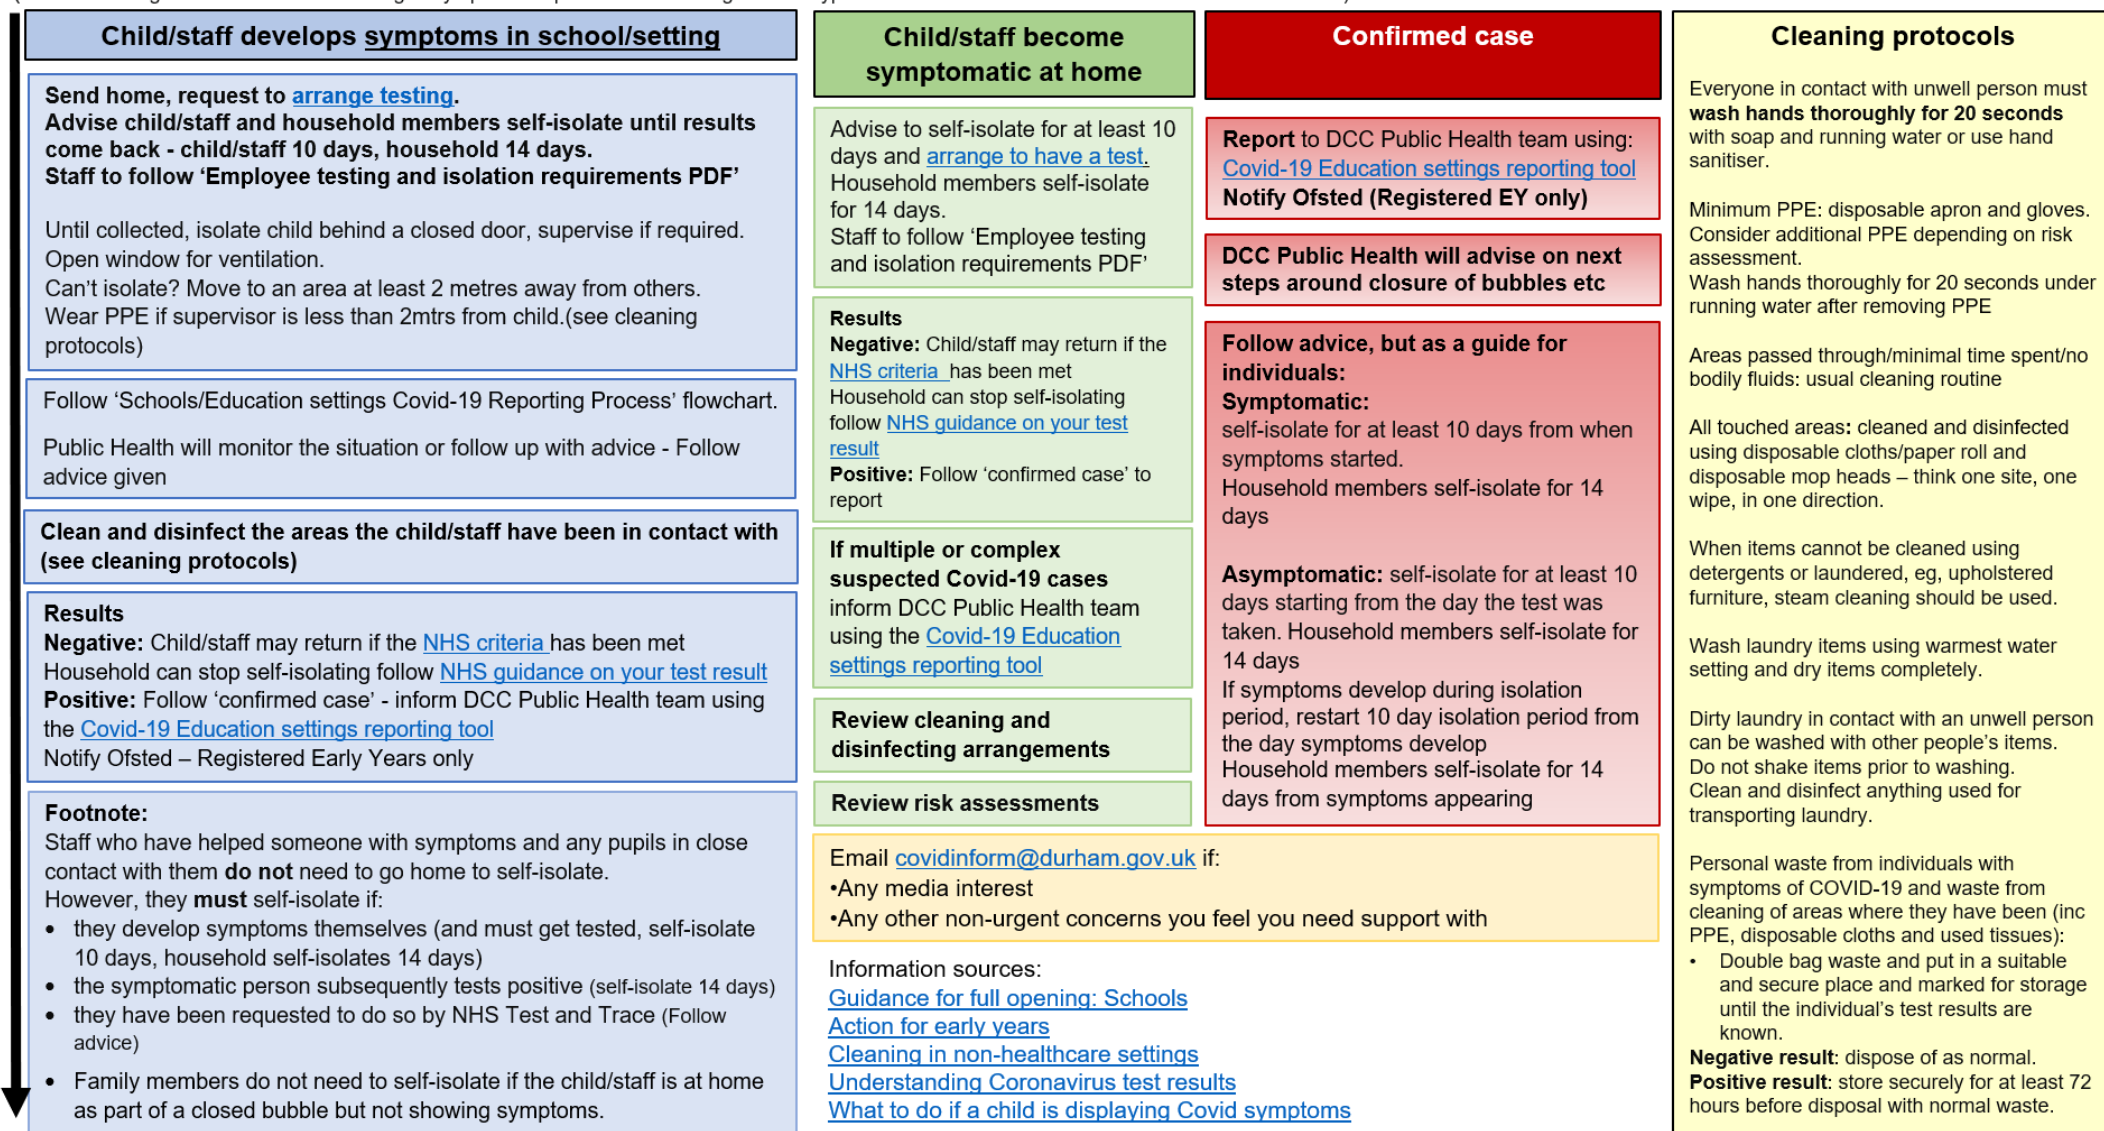 Child/staff develops symptoms in school/setting
Send home, request to arrange testing.
Advise child/staff and household members self-isolate until results
come back - child/staff 10 days, household 14 days.
Staff to follow ‘Employee testing and isolation requirements PDF’
Until collected, isolate child behind a closed door, supervise if required.
Open window for ventilation.
Can’t isolate? Move to an area at least 2 metres away from others.
Wear PPE if supervisor is less than 2mtrs from child.(see cleaning
protocols)
Follow ‘Schools/Education settings Covid-19 Reporting Process’ flowchart.
Public Health will monitor the situation or follow up with advice - Follow
advice given
Clean and disinfect the areas the child/staff have been in contact with
(see cleaning protocols)
Results
Negative: Child/staff may return if the NHS criteria has been met
Household can stop self-isolating follow NHS guidance on your test result
Positive: Follow ‘confirmed case’ - inform DCC Public Health team using
the Covid-19 Education settings reporting tool
Notify Ofsted – Registered Early Years only
Footnote:
Staff who have helped someone with symptoms and any pupils in close
contact with them do not need to go home to self-isolate.
However, they must self-isolate if:
• they develop symptoms themselves (and must get tested, self-isolate
10 days, household self-isolates 14 days)
• the symptomatic person subsequently tests positive (self-isolate 14 days)
• they have been requested to do so by NHS Test and Trace (Follow
advice)
• Family members do not need to self-isolate if the child/staff is at home
as part of a closed bubble but not showing symptoms.
Child/staff become
symptomatic at home
Advise to self-isolate for at least 10
days and arrange to have a test.
Household members self-isolate
for 14 days.
Staff to follow ‘Employee testing
and isolation requirements PDF’
Results
Negative: Child/staff may return if the
NHS criteria has been met
Household can stop self-isolating
follow NHS guidance on your test
result
Positive: Follow ‘confirmed case’ to
report
If multiple or complex
suspected Covid-19 cases
inform DCC Public Health team
using the Covid-19 Education
settings reporting tool
Review cleaning and
disinfecting arrangements
Review risk assessments
Confirmed case
Report to DCC Public Health team using:
Covid-19 Education settings reporting tool
Notify Ofsted (Registered EY only)
DCC Public Health will advise on next
steps around closure of bubbles etc
Follow advice, but as a guide for
individuals:
Symptomatic:
self-isolate for at least 10 days from when
symptoms started.
Household members self-isolate for 14
days
Asymptomatic: self-isolate for at least 10
days starting from the day the test was
taken. Household members self-isolate for
14 days
If symptoms develop during isolation
period, restart 10 day isolation period from
the day symptoms develop
Household members self-isolate for 14
days from symptoms appearing
Email covidinform@durham.gov.uk if:
•Any media interest
•Any other non-urgent concerns you feel you need support with
Information sources:
Guidance for full opening: Schools
Action for early years
Cleaning in non-healthcare settings
Understanding Coronavirus test results
What to do if a child is displaying Covid symptoms
Cleaning protocols
Everyone in contact with unwell person must
wash hands thoroughly for 20 seconds
with soap and running water or use hand
sanitiser.
Minimum PPE: disposable apron and gloves.
Consider additional PPE depending on risk
assessment.
Wash hands thoroughly for 20 seconds under
running water after removing PPE
Areas passed through/minimal time spent/no
bodily fluids: usual cleaning routine
All touched areas: cleaned and disinfected
using disposable cloths/paper roll and
disposable mop heads – think one site, one
wipe, in one direction.
When items cannot be cleaned using
detergents or laundered, eg, upholstered
furniture, steam cleaning should be used.
Wash laundry items using warmest water
setting and dry items completely.
Dirty laundry in contact with an unwell person
can be washed with other people’s items.
Do not shake items prior to washing.
Clean and disinfect anything used for
transporting laundry.
Personal waste from individuals with
symptoms of COVID-19 and waste from
cleaning of areas where they have been (inc
PPE, disposable cloths and used tissues):
• Double bag waste and put in a suitable
and secure place and marked for storage
until the individual’s test results are
known.
Negative result: dispose of as normal.
Positive result: store securely for at least 72
hours before disposal with normal waste.